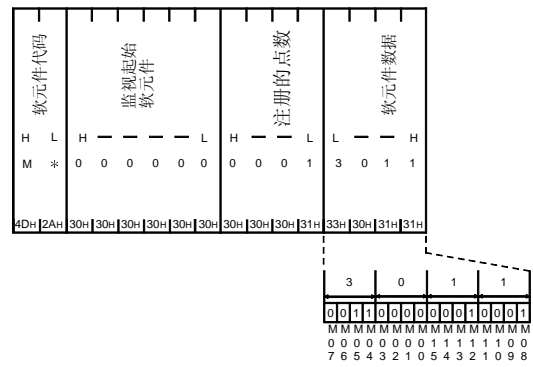 软元件代码
监视起始
软元件
注册的点数
软元件数据
H L H — — — — L H — — L L — — H
M * 0 0 0 0 0 0 0 0 0 1 3 0 1 1
4DH 2AH 30H 30H 30H 30H 30H 30H 30H 30H 30H 31H 33H 30H 31H 31H
3 0 1 1
0 0 1 1 0 0 0 0 0 0 0 1 0 0 0 1
M M M M M M M M M M M M M M M M
0 0 0 0 0 0 0 0 1 1 1 1 1 1 0 0
7 6 5 4 3 2 1 0 5 4 3 2 1 0 9 8